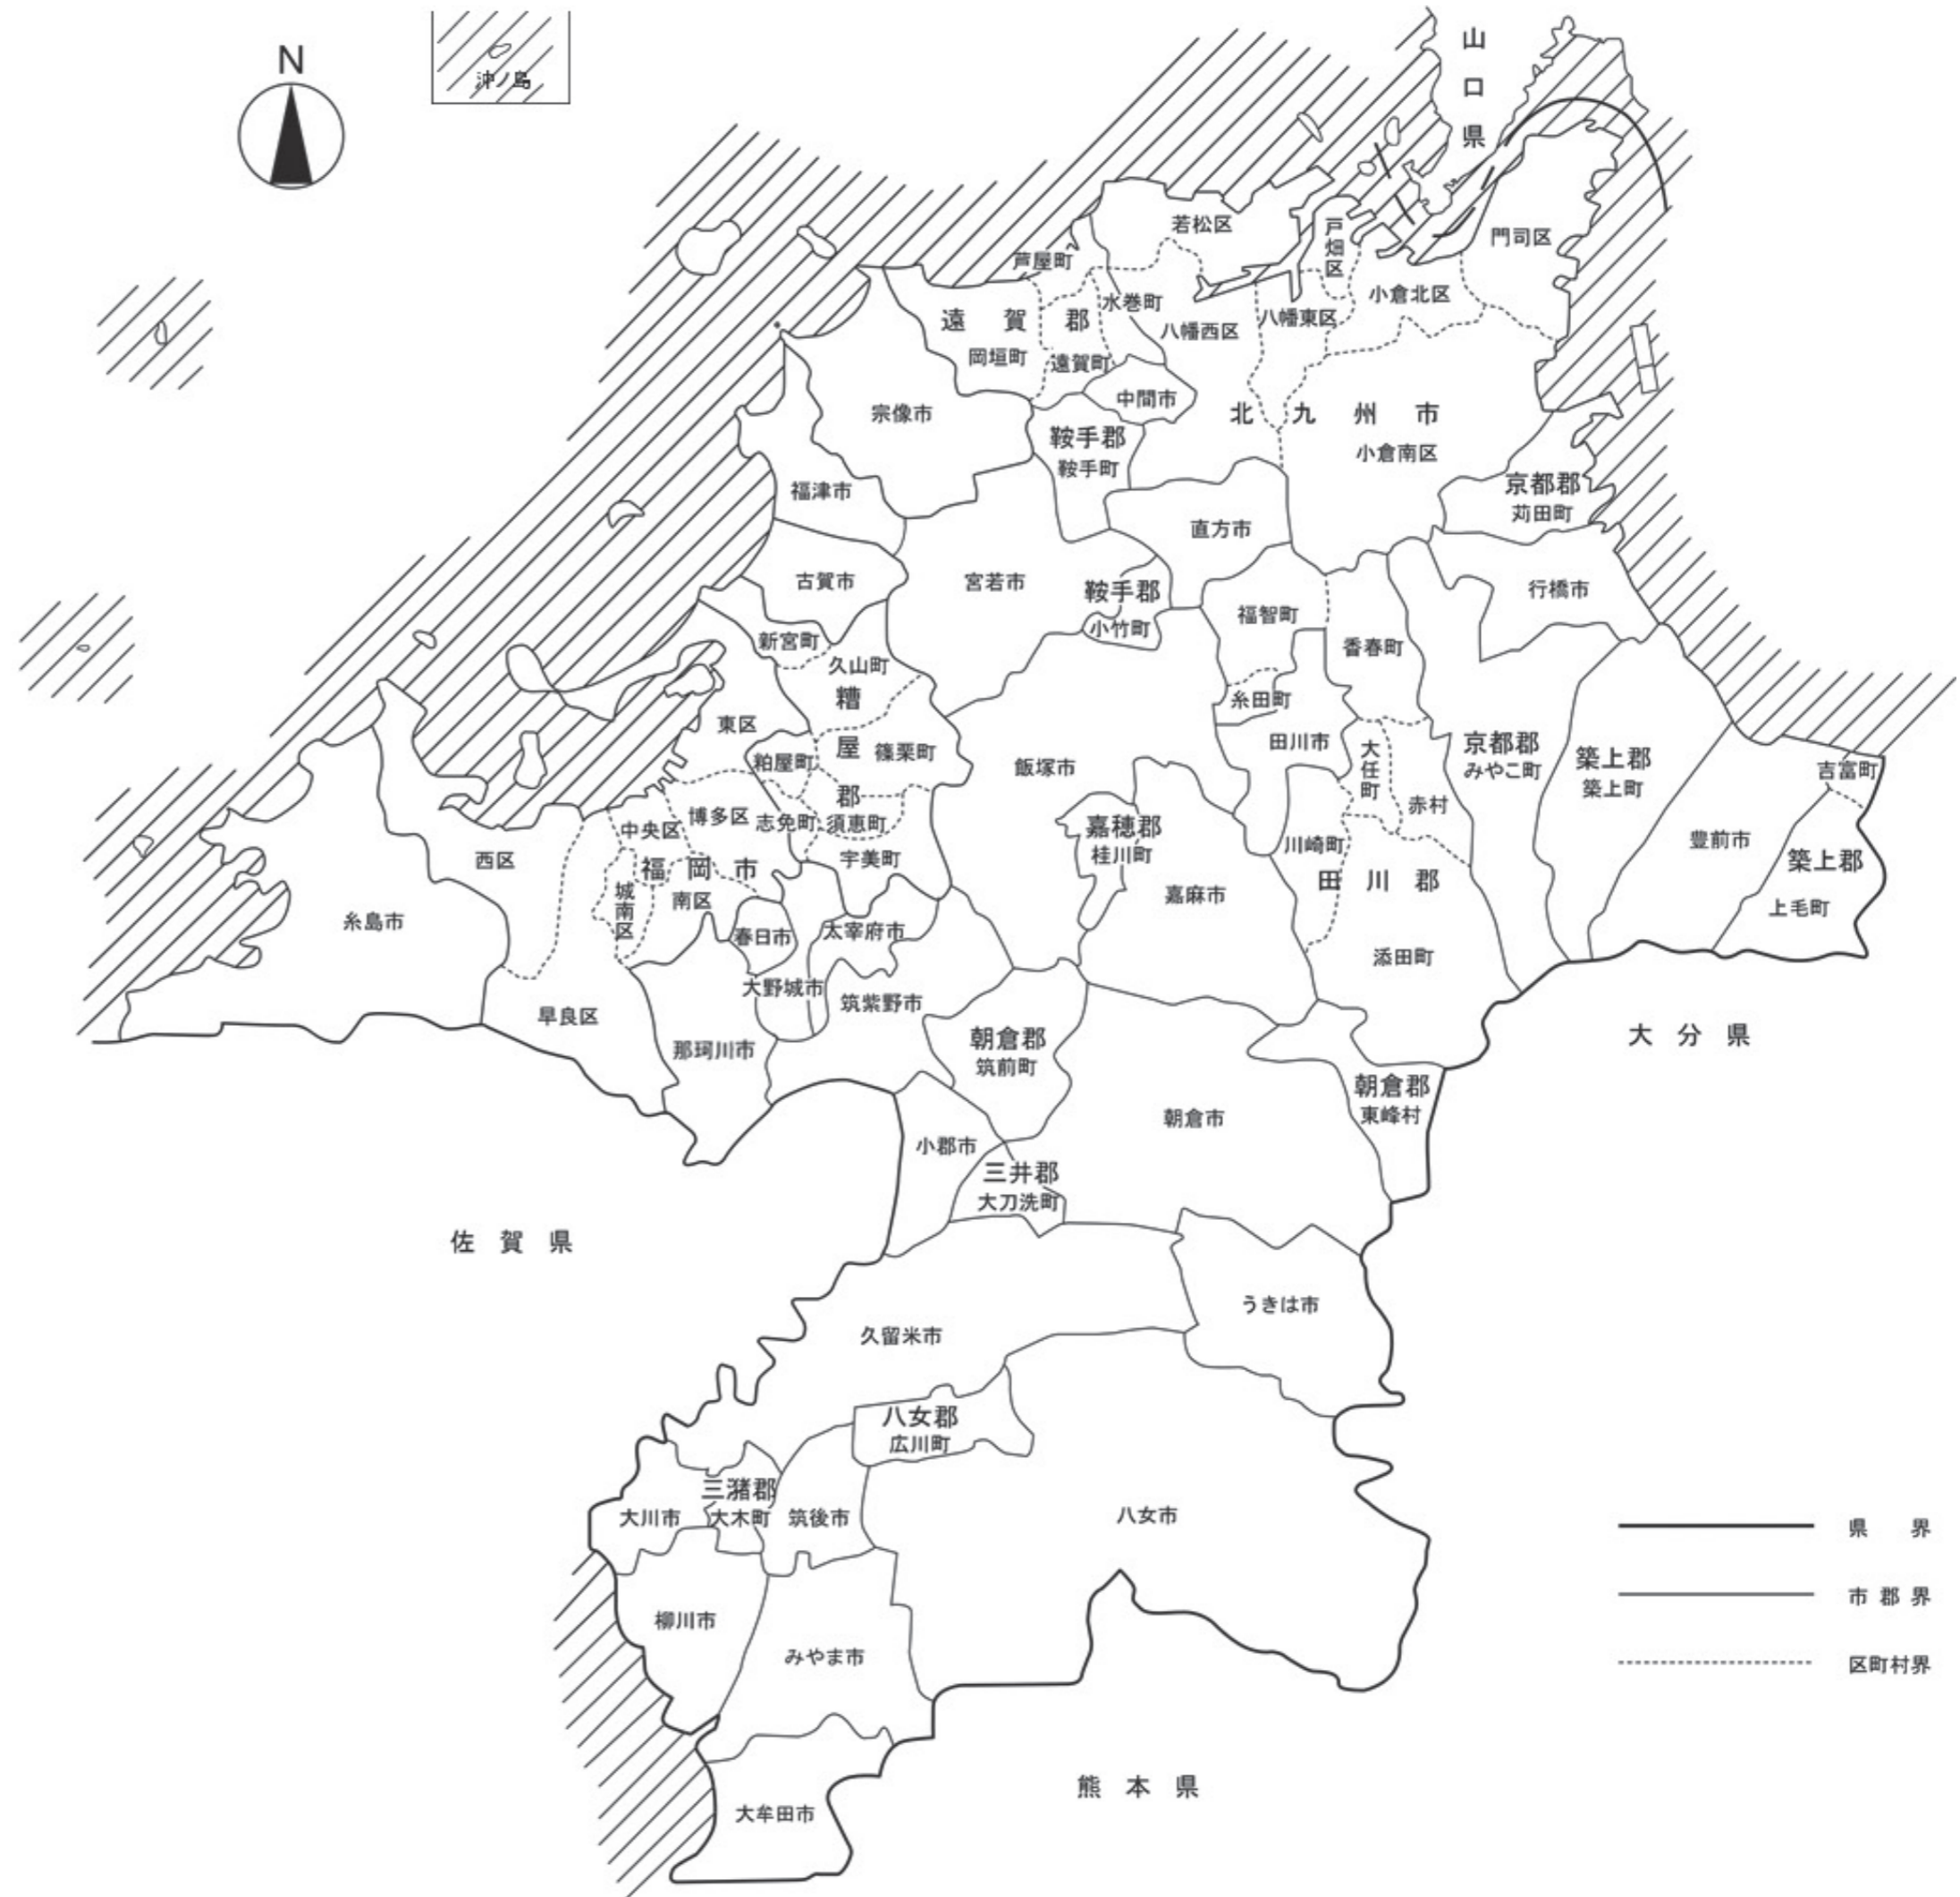 N
沖ノ島
山口県
若松区
戸畑区
門司区
芦屋町
水巻町
小倉北区
遠賀郡
八幡西区
八幡東区
岡垣町
遠賀町
中間市
宗像市
北九州市
鞍手郡
鞍手町
小倉南区
福津市
京都郡
苅田町
直方市
古賀市
宮若市
鞍手郡
小竹町
行橋市
福智町
新宮町
香春町
久山町
糟屋郡
糸田町
東区
篠栗町
粕屋町
田川市
大任町
京都郡
みやこ町
築上郡
築上町
吉富町
飯塚市
赤村
中央区
博多区
志免町
須恵町
嘉穂郡
桂川町
川崎町
豊前市
西区
福岡市
宇美町
築上郡
上毛町
城南区
南区
嘉麻市
田川郡
糸島市
春日市
太宰府市
添田町
大野城市
筑紫野市
早良区
那珂川市
朝倉郡
筑前町
大分県
朝倉郡
東峰村
朝倉市
小郡市
三井郡
大刀洗町
佐賀県
うきは市
久留米市
八女郡
広川町
三潴郡
大木町
大川市
筑後市
八女市
県界
市郡界
区町村界
柳川市
みやま市
熊本県
大牟田市